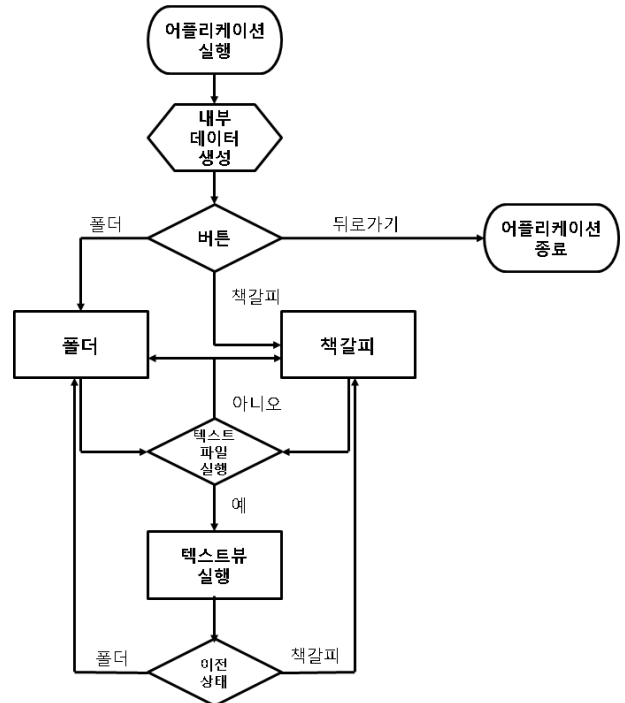 어플리케이션
실행
내부
데이터
생성
폴더
버튼
뒤로가기
어플리케이션
종료
책갈피
폴더
책갈피
아니오
텍스트
파일
실행
예
텍스트뷰
실행
폴더
이전
상태
책갈피